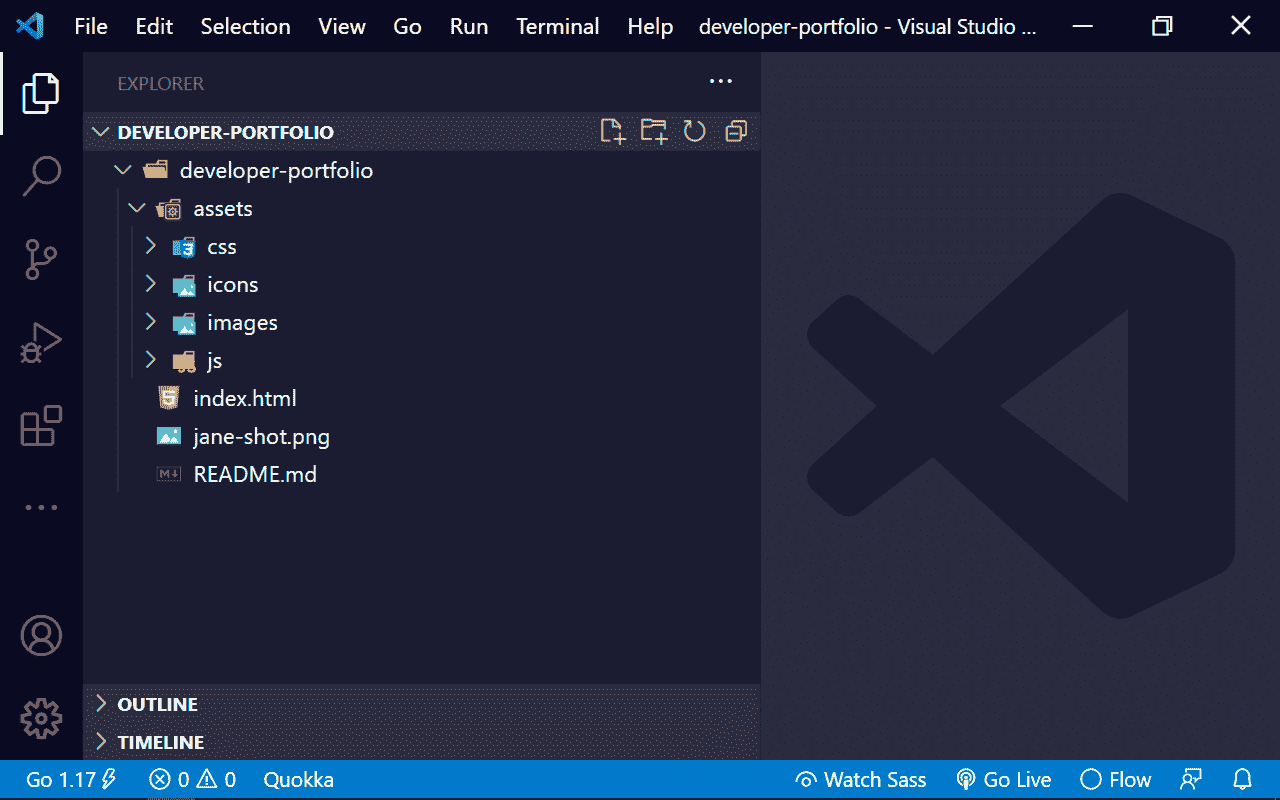 File Edit Selection View Go Run Terminal Help developer-portfolio - Visual Studio ...
EXPLORER
DEVELOPER-PORTFOLIO
developer-portfolio
assets
css
icons
images
js
index.html
jane-shot.png
README.md
OUTLINE
TIMELINE
Go 1.17 0 0 Quokka Watch Sass Go Live Flow